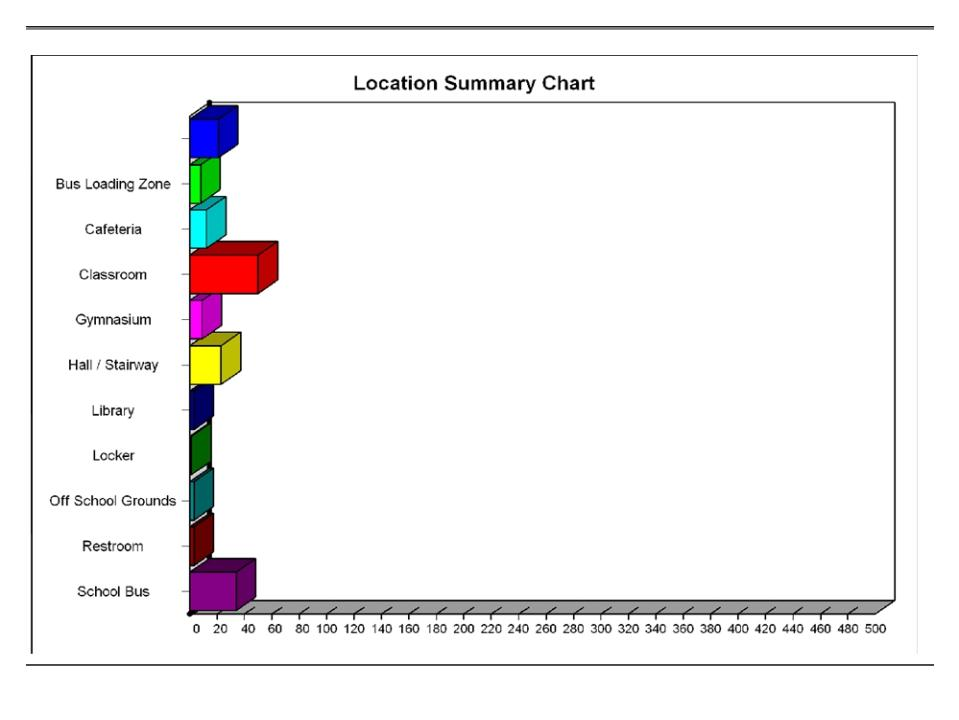 Location Summary Chart
Bus Loading Zone
Cafeteria
Classroom
Gymnasium
Hall / Stairway
Library
Locker
Off School Grounds
Restroom
School Bus
0 20 40 60 80 100 120 140 160 180 200 220 240 260 280 300 320 340 360 380 400 420 440 460 480 500